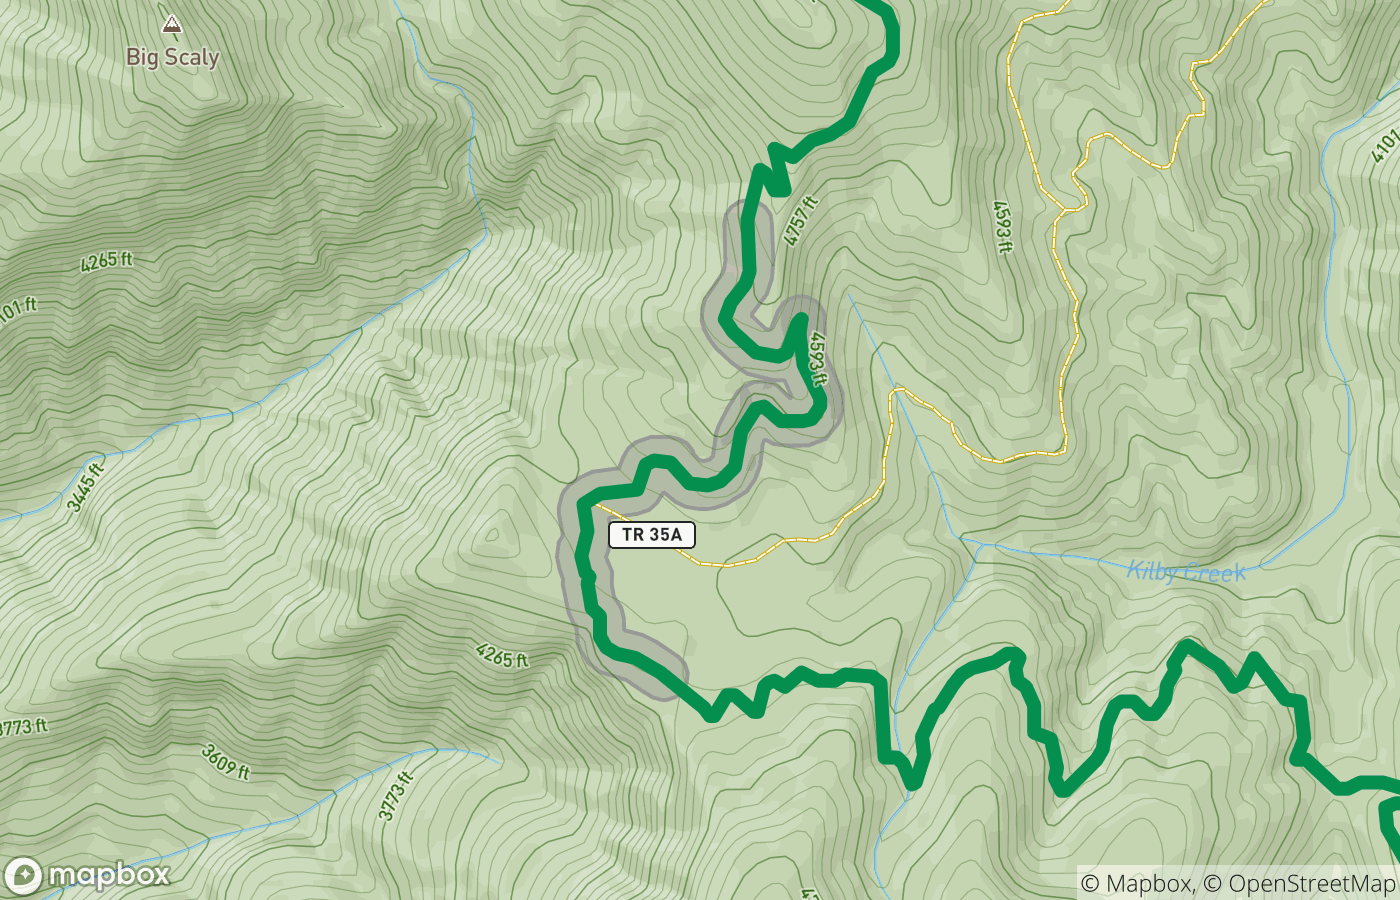 Big Scaly
4101
4757 ft
4593 ft
4265 ft
101 ft
4593 ft
3445 ft
TR 35A
Kilby Creek
4265 ft
3773 ft
3609 ft
3773 ft
mapbox
© Mapbox, © OpenStreetMap